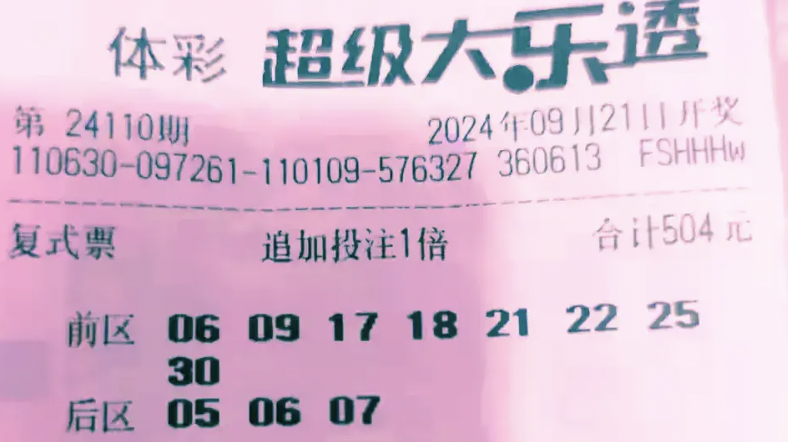 体彩 超级大乐透
第 24110期 2024年09月21日开奖
110630-097261-110109-576327 360613 FSHHHW
复式票 追加投注1倍 合计504元
前区 06 09 17 18 21 22 25
30
后区 05 06 07